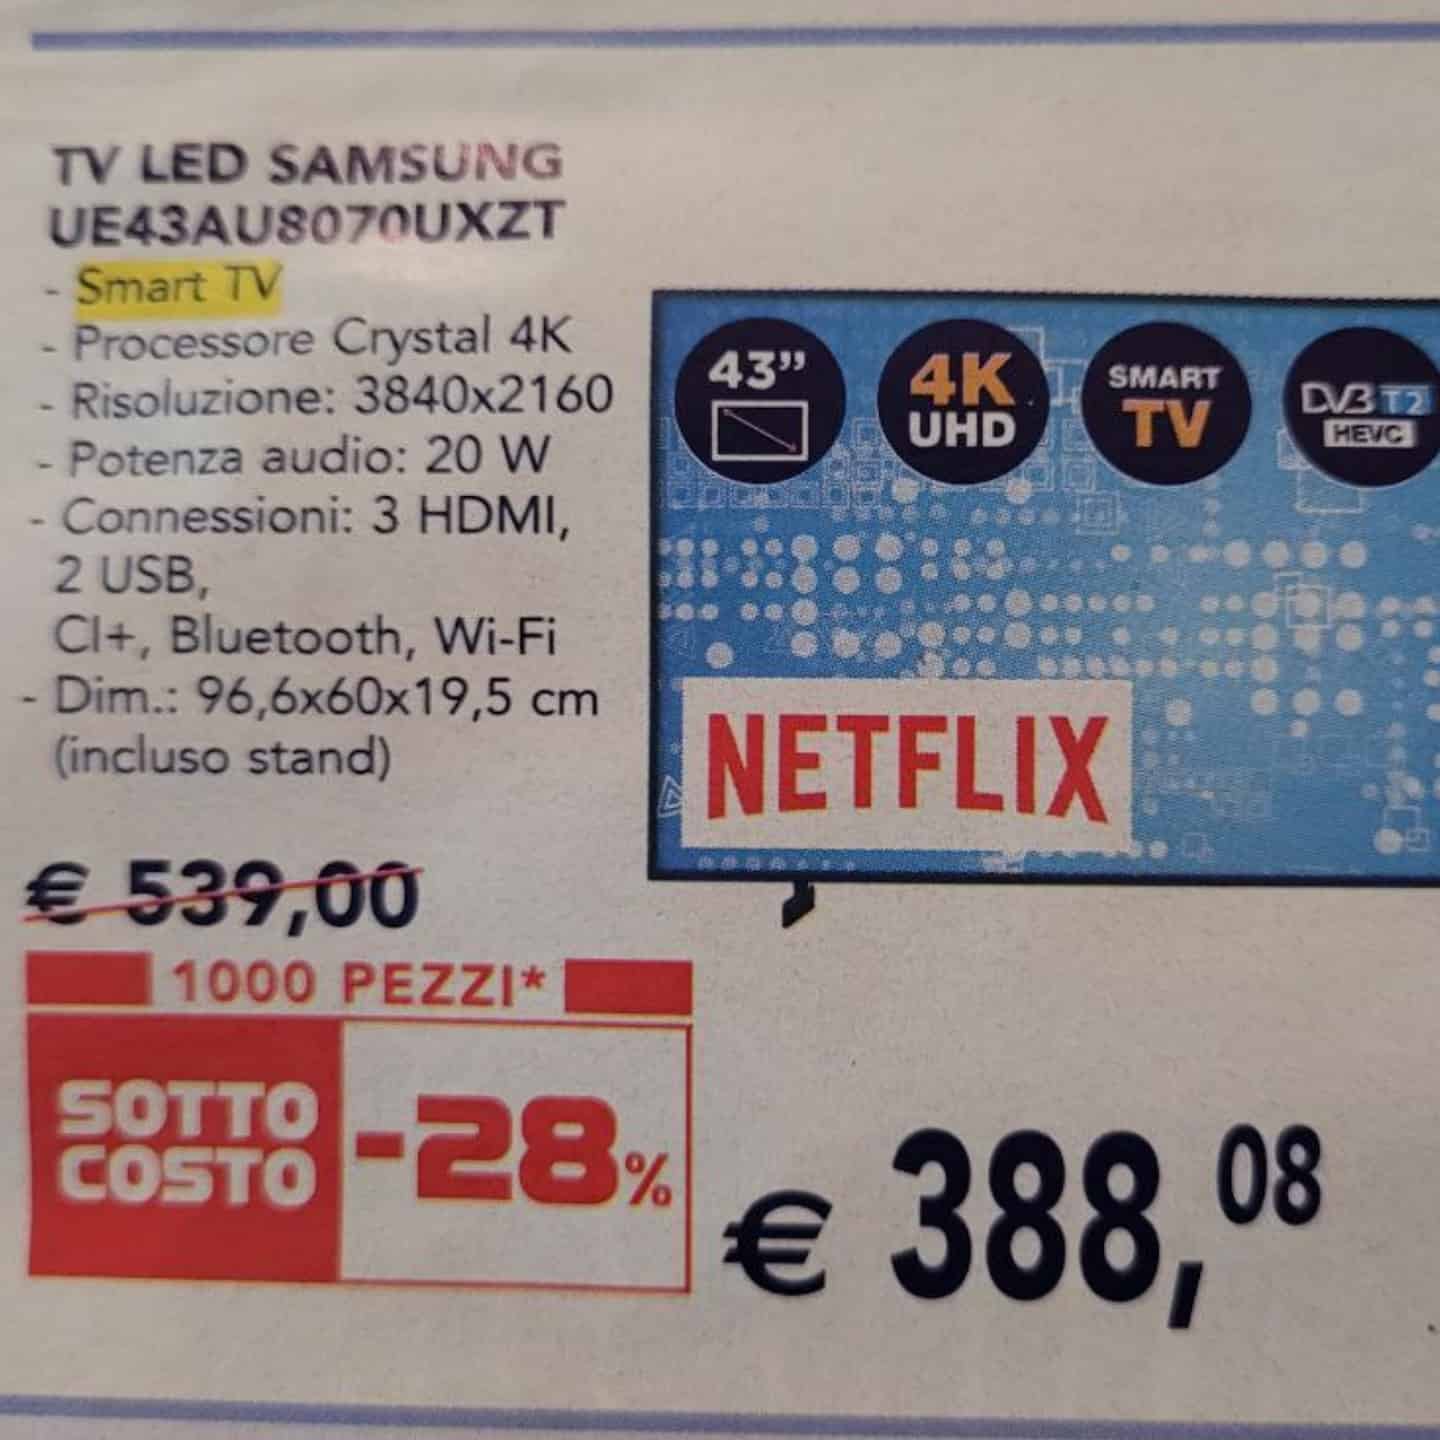 TV LED SAMSUNG
UE43AU8070UXZT
- Smart TV
- Processore Crystal 4K
- Risoluzione: 3840x2160
- Potenza audio: 20 W
- Connessioni: 3 HDMI,
2 USB,
CI+, Bluetooth, Wi-Fi
- Dim.: 96,6x60x19,5 cm
(incluso stand)
43”
4K
UHD
SMART
TV
DVB T2
HEVC
NETFLIX
€ 539,00
1000 PEZZI*
SOTTO
COSTO
-28%
€ 388,08